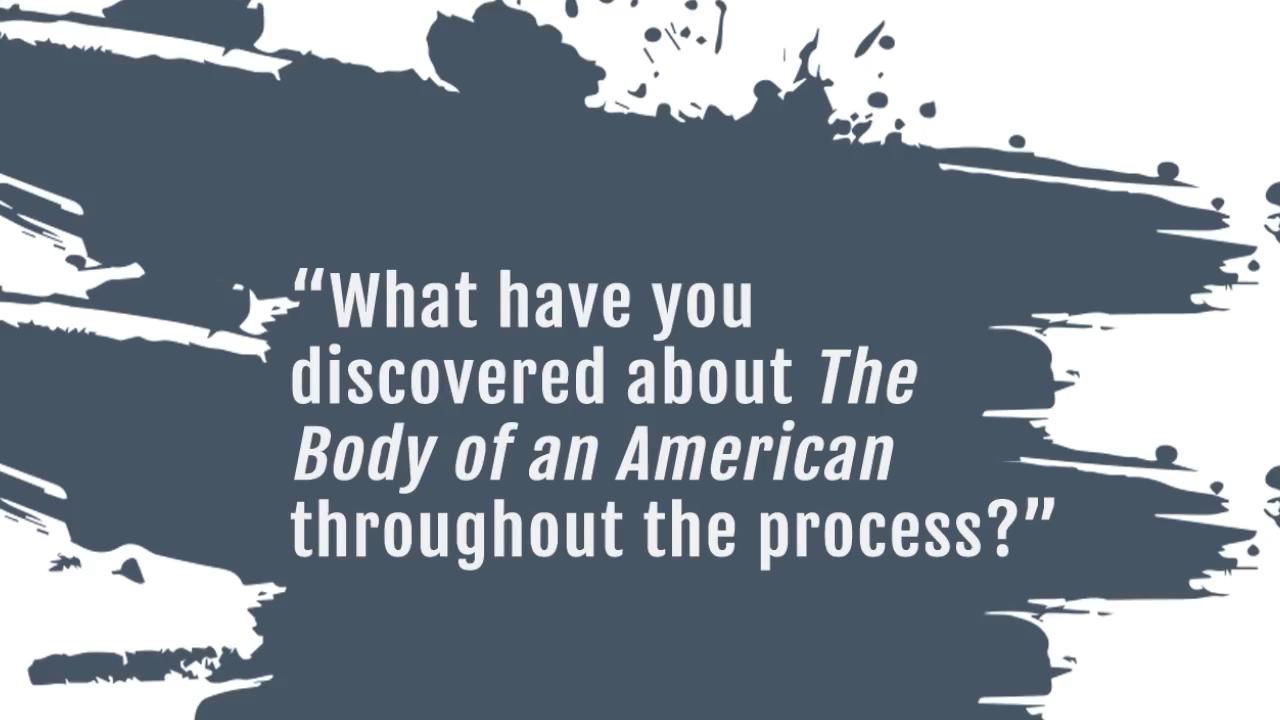 “What have you
discovered about The
Body of an American
throughout the process?”